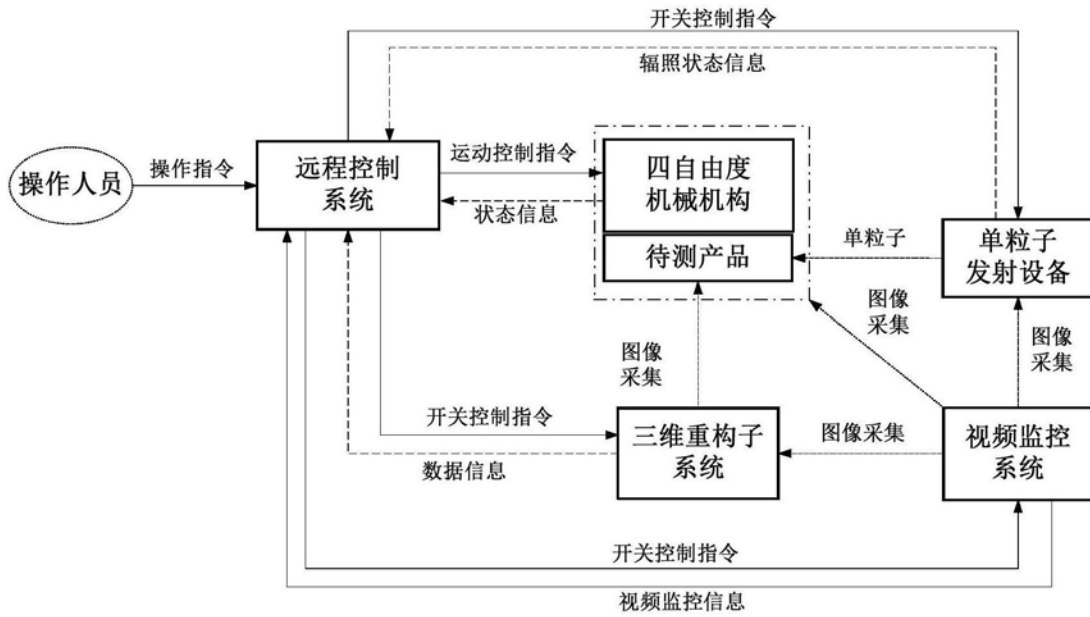 开关控制指令
辐照状态信息
操作人员
操作指令
远程控制
系统
运动控制指令
状态信息
四自由度
机械机构
待测产品
单粒子
单粒子
发射设备
图像
采集
图像
采集
图像
采集
开关控制指令
数据信息
三维重构子
系统
图像采集
视频监控
系统
开关控制指令
视频监控信息